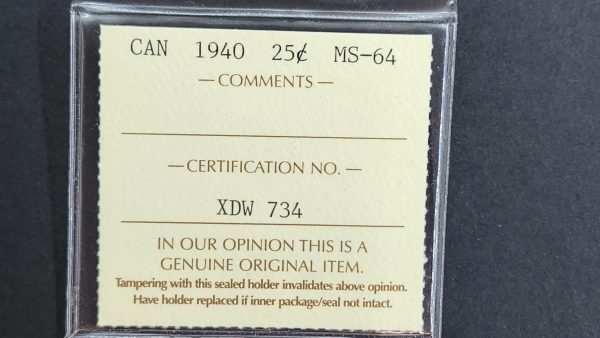 CAN 1940 25¢ MS-64
— COMMENTS —
— CERTIFICATION NO. —
XDW 734
IN OUR OPINION THIS IS A
GENUINE ORIGINAL ITEM.
Tampering with this sealed holder invalidates above opinion.
Have holder replaced if inner package/seal not intact.